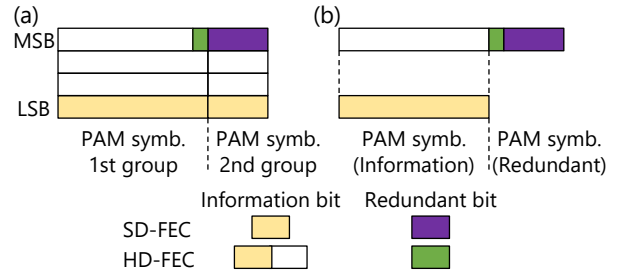 (a)
MSB
LSB
PAM symb. 1st group
PAM symb. 2nd group
(b)
PAM symb. (Information)
PAM symb. (Redundant)
Information bit
Redundant bit
SD-FEC
HD-FEC